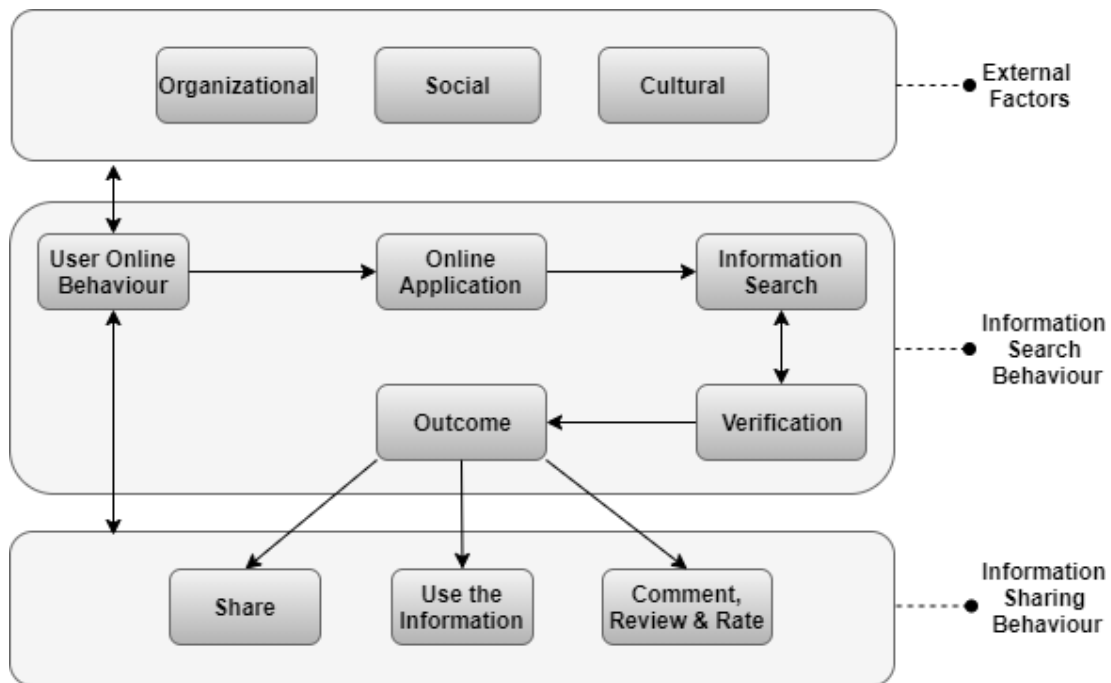 Organizational
Social
Cultural
External
Factors
User Online
Behaviour
Online
Application
Information
Search
Information
Search
Behaviour
Outcome
Verification
Share
Use the
Information
Comment,
Review & Rate
Information
Sharing
Behaviour